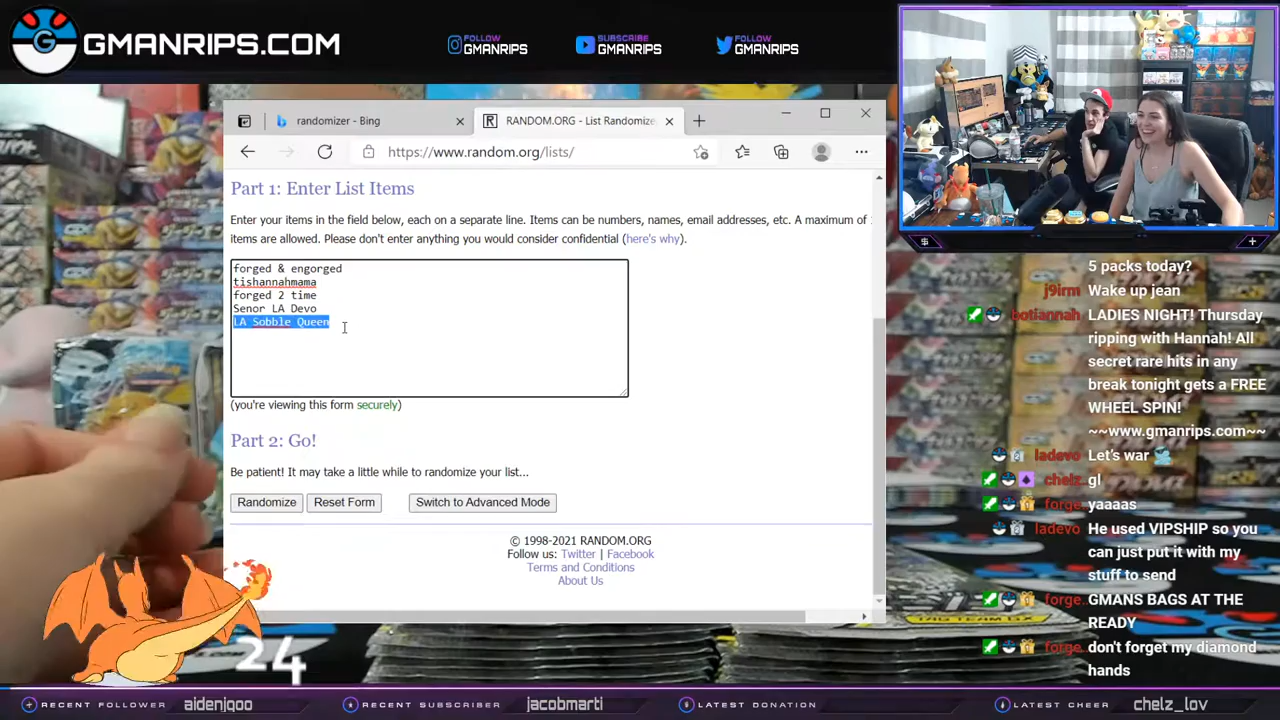 GMANRIPS.COM
FOLLOW
GMANRIPS
SUBSCRIBE
GMANRIPS
FOLLOW
GMANRIPS
randomizer - Bing
RANDOM.ORG - List Randomize
https://www.random.org/lists/
Part 1: Enter List Items
Enter your items in the field below, each on a separate line. Items can be numbers, names, email addresses, etc. A maximum of
items are allowed. Please don't enter anything you would consider confidential (here's why).
forged & engorged
tishannahmama
forged 2 time
Senor LA Devo
LA Sobble Queen
(you're viewing this form securely)
Part 2: Go!
Be patient! It may take a little while to randomize your list...
Randomize
Reset Form
Switch to Advanced Mode
© 1998-2021 RANDOM.ORG
Follow us: Twitter | Facebook
Terms and Conditions
About Us
24
5 packs today?
j9irm Wake up jean
botiannah LADIES NIGHT! Thursday
ripping with Hannah! All
secret rare hits in any
break tonight gets a FREE
WHEEL SPIN!
~~www.gmanrips.com~~
ladevo Let's war
chelz.. gl
forge.. yaaaas
ladevo He used VIPSHIP so you
can just put it with my
stuff to send
forge.. GMANS BAGS AT THE
READY
forge.. don't forget my diamond
hands
TAG TEAM GX
RECENT FOLLOWER aidenjqoo
RECENT SUBSCRIBER jacobmarti
LATEST DONATION
LATEST CHEER chelz_lov